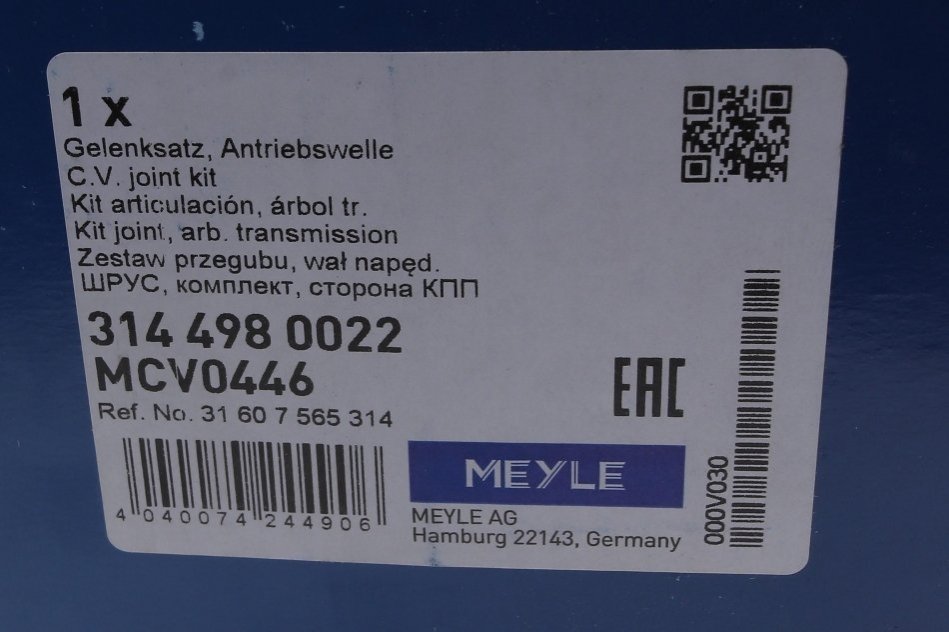 1 x
Gelenksatz, Antriebswelle
C.V. joint kit
Kit articulación, árbol tr.
Kit joint, arb. transmission
Zestaw przegubu, wał napęd.
ШРУС, комплект, сторона КПП
314 498 0022
MCV0446
Ref. No. 31 60 7 565 314
EAC
4 040074 244906
MEYLE
MEYLE AG
Hamburg 22143, Germany
000V030